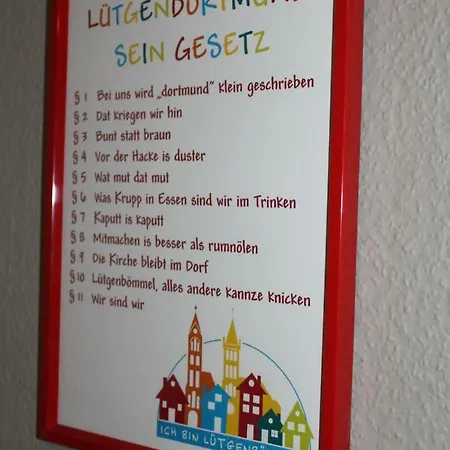 LÜTGENDORTMUND
SEIN GESETZ
§ 1 Bei uns wird „dortmund" klein geschrieben
§ 2 Dat kriegen wir hin
§ 3 Bunt statt braun
§ 4 Vor der Hacke is duster
§ 5 Wat mut dat mut
§ 6 Was Krupp in Essen sind wir im Trinken
§ 7 Kaputt is kaputt
§ 8 Mitmachen is besser als rumnölen
§ 9 Die Kirche bleibt im Dorf
§ 10 Lütgenbömmel, alles andere kannze knicken
§ 11 Wir sind wir
ICH BIN